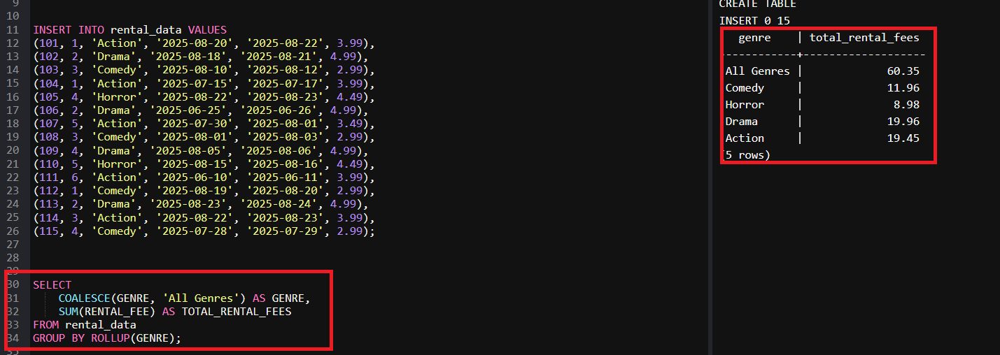 9
10
11 INSERT INTO rental_data VALUES
12 (101, 1, 'Action', '2025-08-20', '2025-08-22', 3.99),
13 (102, 2, 'Drama', '2025-08-18', '2025-08-21', 4.99),
14 (103, 3, 'Comedy', '2025-08-10', '2025-08-12', 2.99),
15 (104, 1, 'Action', '2025-07-15', '2025-07-17', 3.99),
16 (105, 4, 'Horror', '2025-08-22', '2025-08-23', 4.49),
17 (106, 2, 'Drama', '2025-06-25', '2025-06-26', 4.99),
18 (107, 5, 'Action', '2025-07-30', '2025-08-01', 3.49),
19 (108, 3, 'Comedy', '2025-08-01', '2025-08-03', 2.99),
20 (109, 4, 'Drama', '2025-08-05', '2025-08-06', 4.99),
21 (110, 5, 'Horror', '2025-08-15', '2025-08-16', 4.49),
22 (111, 6, 'Action', '2025-06-10', '2025-06-11', 3.99),
23 (112, 1, 'Comedy', '2025-08-19', '2025-08-20', 2.99),
24 (113, 2, 'Drama', '2025-08-23', '2025-08-24', 4.99),
25 (114, 3, 'Action', '2025-08-22', '2025-08-23', 3.99),
26 (115, 4, 'Comedy', '2025-07-28', '2025-07-29', 2.99);
27
28
29
30 SELECT
31     COALESCE(GENRE, 'All Genres') AS GENRE,
32     SUM(RENTAL_FEE) AS TOTAL_RENTAL_FEES
33 FROM rental_data
34 GROUP BY ROLLUP(GENRE);
CREATE TABLE
INSERT 0 15
   genre    | total_rental_fees
------------+-------------------
 All Genres |             60.35
 Comedy     |             11.96
 Horror     |              8.98
 Drama      |             19.96
 Action     |             19.45
(5 rows)